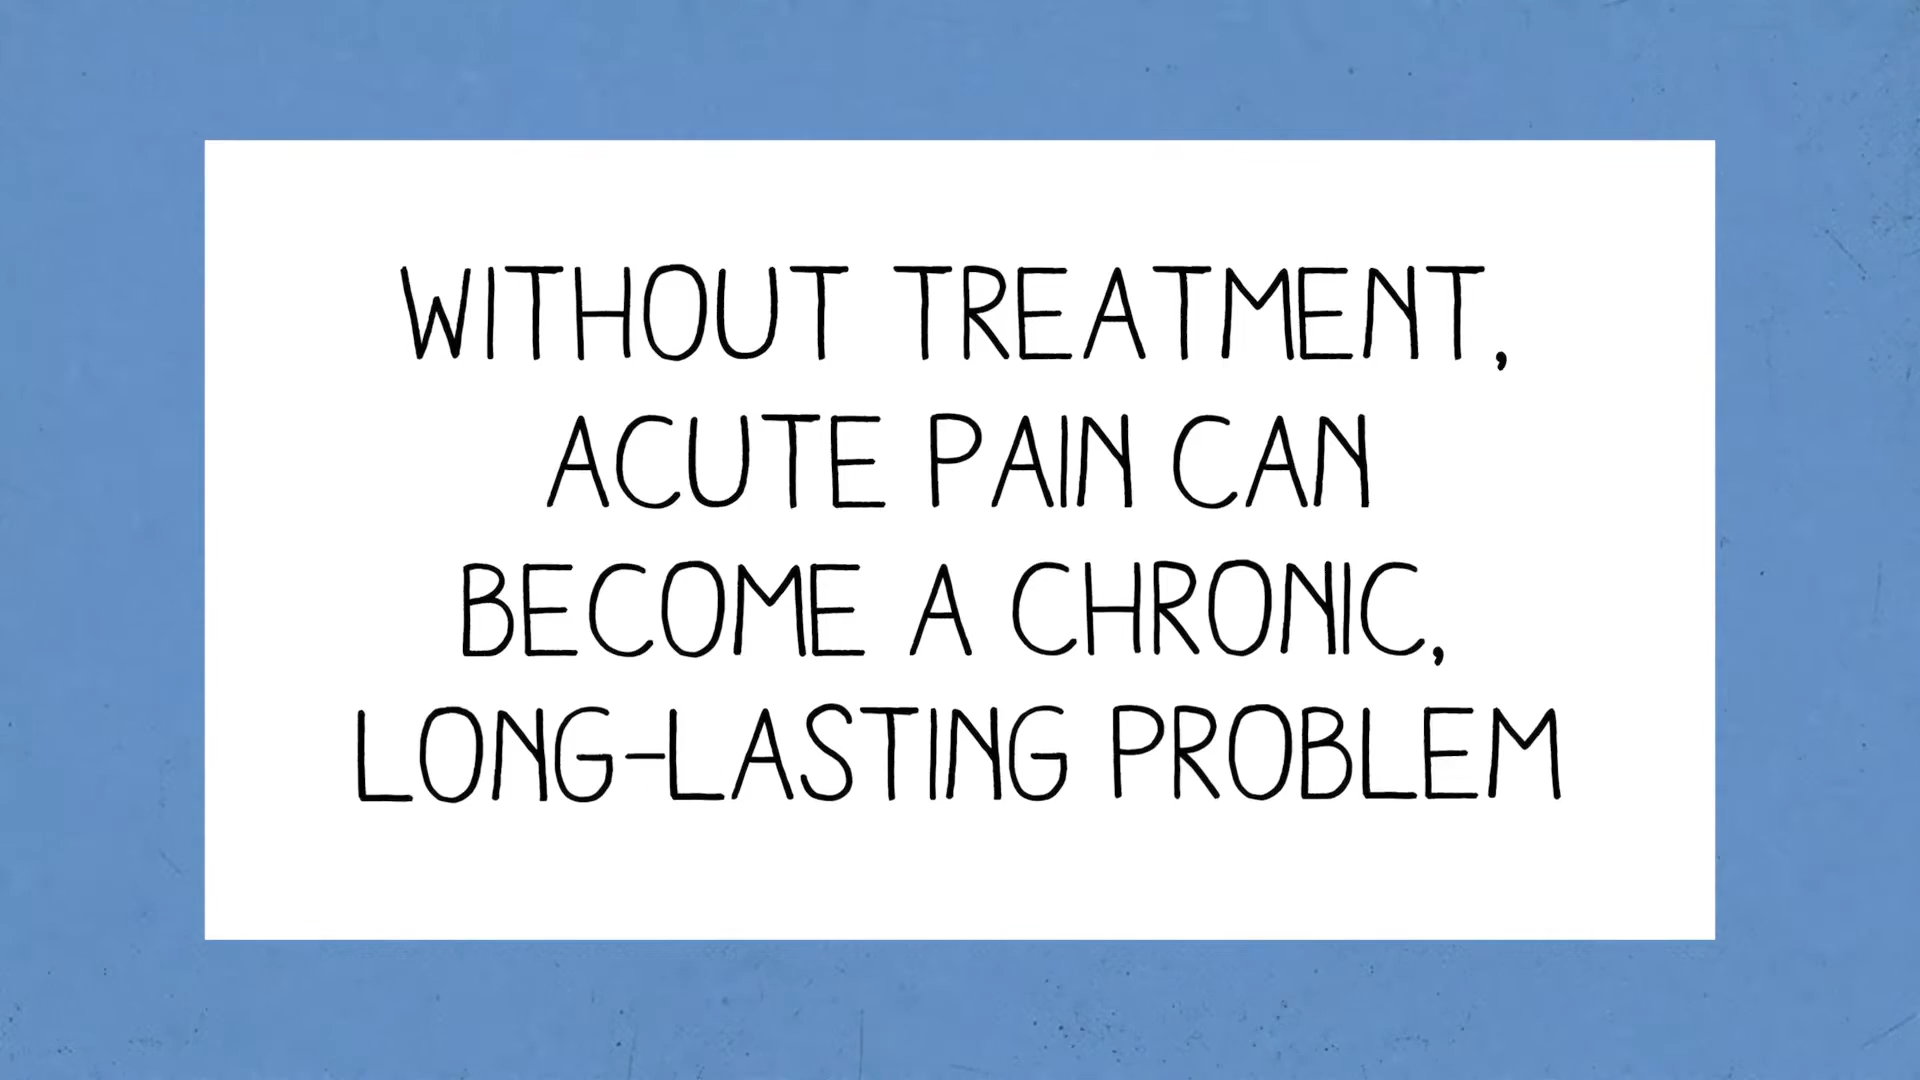 WITHOUT TREATMENT,
ACUTE PAIN CAN
BECOME A CHRONIC,
LONG-LASTING PROBLEM